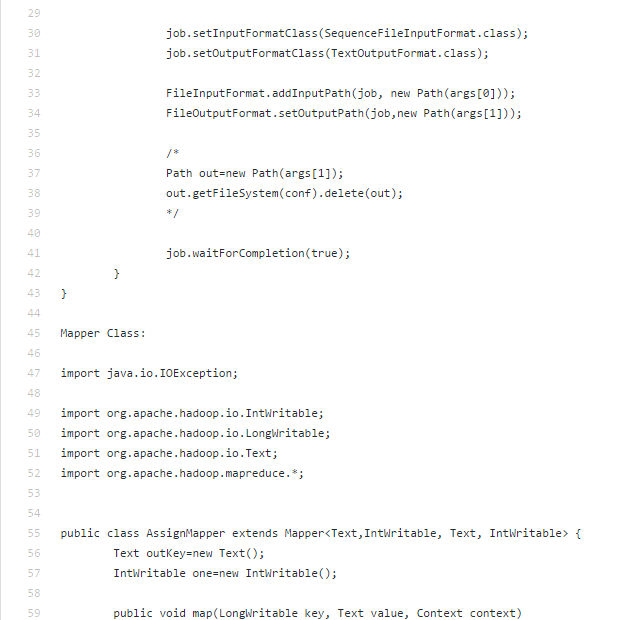 29
30 job.setInputFormatClass(SequenceFileInputFormat.class);
31 job.setOutputFormatClass(TextOutputFormat.class);
32
33 FileInputFormat.addInputPath(job, new Path(args[0]));
34 FileOutputFormat.setOutputPath(job,new Path(args[1]));
35
36 /*
37 Path out=new Path(args[1]);
38 out.getFileSystem(conf).delete(out);
39 */
40
41 job.waitForCompletion(true);
42 }
43 }
44
45 Mapper Class:
46
47 import java.io.IOException;
48
49 import org.apache.hadoop.io.IntWritable;
50 import org.apache.hadoop.io.LongWritable;
51 import org.apache.hadoop.io.Text;
52 import org.apache.hadoop.mapreduce.*;
53
54
55 public class AssignMapper extends Mapper<Text,IntWritable, Text, IntWritable> {
56 Text outKey=new Text();
57 IntWritable one=new IntWritable();
58
59 public void map(LongWritable key, Text value, Context context)